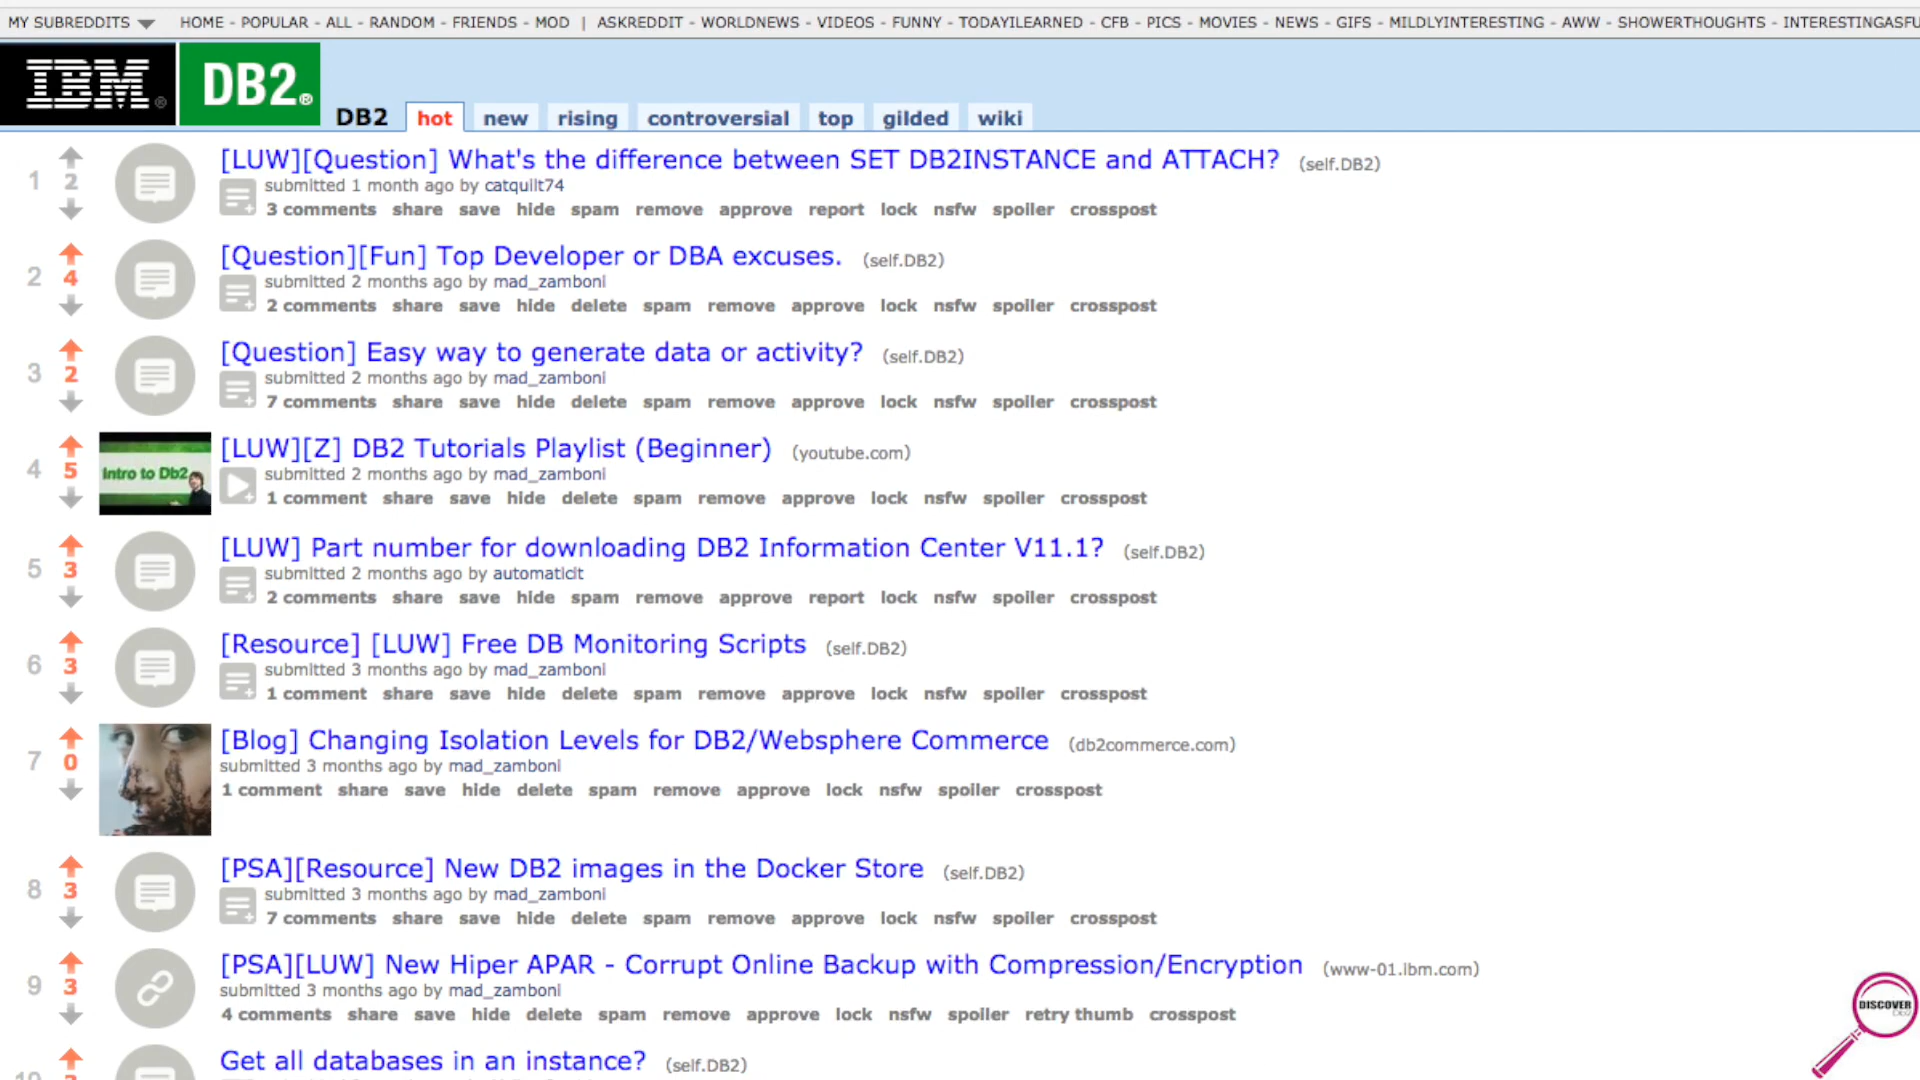 MY SUBREDDITS HOME - POPULAR - ALL - RANDOM - FRIENDS - MOD | ASKREDDIT - WORLDNEWS - VIDEOS - FUNNY - TODAYILEARNED - CFB - PICS - MOVIES - NEWS - GIFS - MILDLYINTERESTING - AWW - SHOWERTHOUGHTS - INTERESTINGASFU
IBM® DB2® DB2 hot new rising controversial top gilded wiki
1 2 [LUW][Question] What's the difference between SET DB2INSTANCE and ATTACH? (self.DB2)
submitted 1 month ago by catquilt74
3 comments share save hide spam remove approve report lock nsfw spoiler crosspost
2 4 [Question][Fun] Top Developer or DBA excuses. (self.DB2)
submitted 2 months ago by mad_zamboni
2 comments share save hide delete spam remove approve lock nsfw spoiler crosspost
3 2 [Question] Easy way to generate data or activity? (self.DB2)
submitted 2 months ago by mad_zamboni
7 comments share save hide delete spam remove approve lock nsfw spoiler crosspost
4 5 Intro to Db2 [LUW][Z] DB2 Tutorials Playlist (Beginner) (youtube.com)
submitted 2 months ago by mad_zamboni
1 comment share save hide delete spam remove approve lock nsfw spoiler crosspost
5 3 [LUW] Part number for downloading DB2 Information Center V11.1? (self.DB2)
submitted 2 months ago by automaticit
2 comments share save hide spam remove approve report lock nsfw spoiler crosspost
6 3 [Resource] [LUW] Free DB Monitoring Scripts (self.DB2)
submitted 3 months ago by mad_zamboni
1 comment share save hide delete spam remove approve lock nsfw spoiler crosspost
7 0 [Blog] Changing Isolation Levels for DB2/Websphere Commerce (db2commerce.com)
submitted 3 months ago by mad_zamboni
1 comment share save hide delete spam remove approve lock nsfw spoiler crosspost
8 3 [PSA][Resource] New DB2 images in the Docker Store (self.DB2)
submitted 3 months ago by mad_zamboni
7 comments share save hide delete spam remove approve lock nsfw spoiler crosspost
9 3 [PSA][LUW] New Hiper APAR - Corrupt Online Backup with Compression/Encryption (www-01.ibm.com)
submitted 3 months ago by mad_zamboni
4 comments share save hide delete spam remove approve lock nsfw spoiler retry thumb crosspost
Get all databases in an instance? (self.DB2)
DISCOVER
Db2